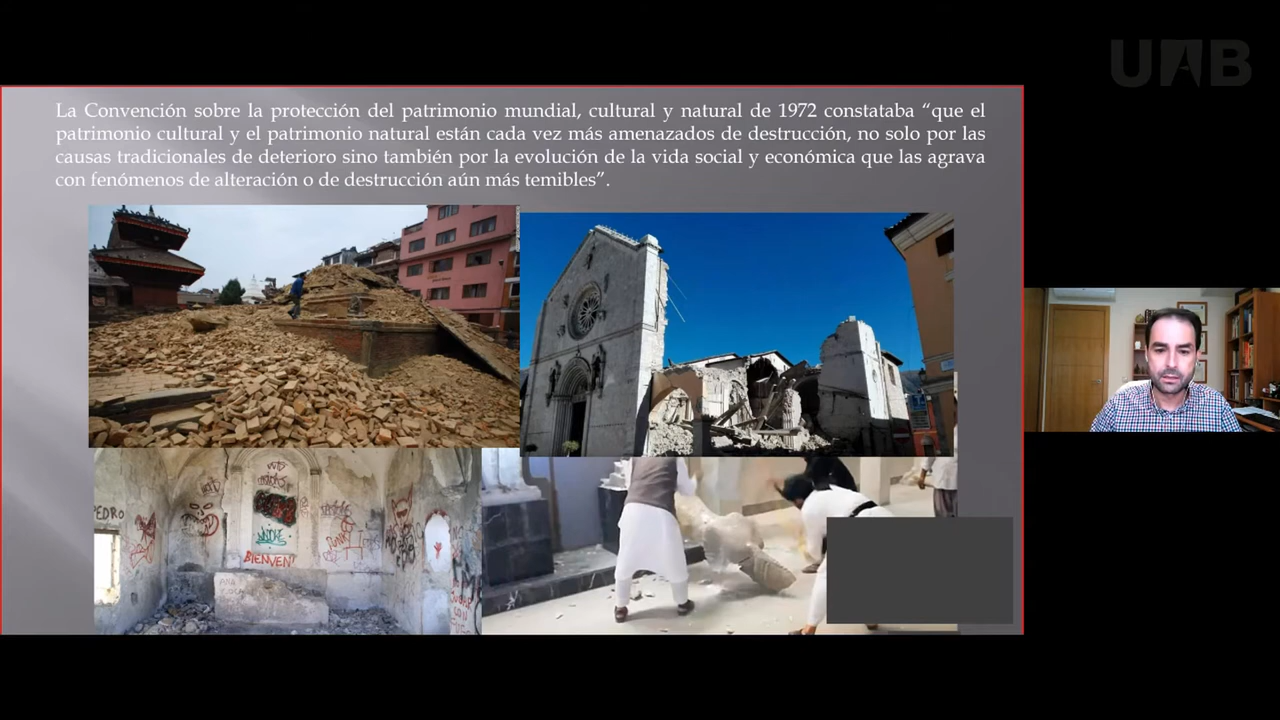 UAB
La Convención sobre la protección del patrimonio mundial, cultural y natural de 1972 constataba “que el
patrimonio cultural y el patrimonio natural están cada vez más amenazados de destrucción, no solo por las
causas tradicionales de deterioro sino también por la evolución de la vida social y económica que las agrava
con fenómenos de alteración o de destrucción aún más temibles”.
PEDRO
BIENVENI
ANA